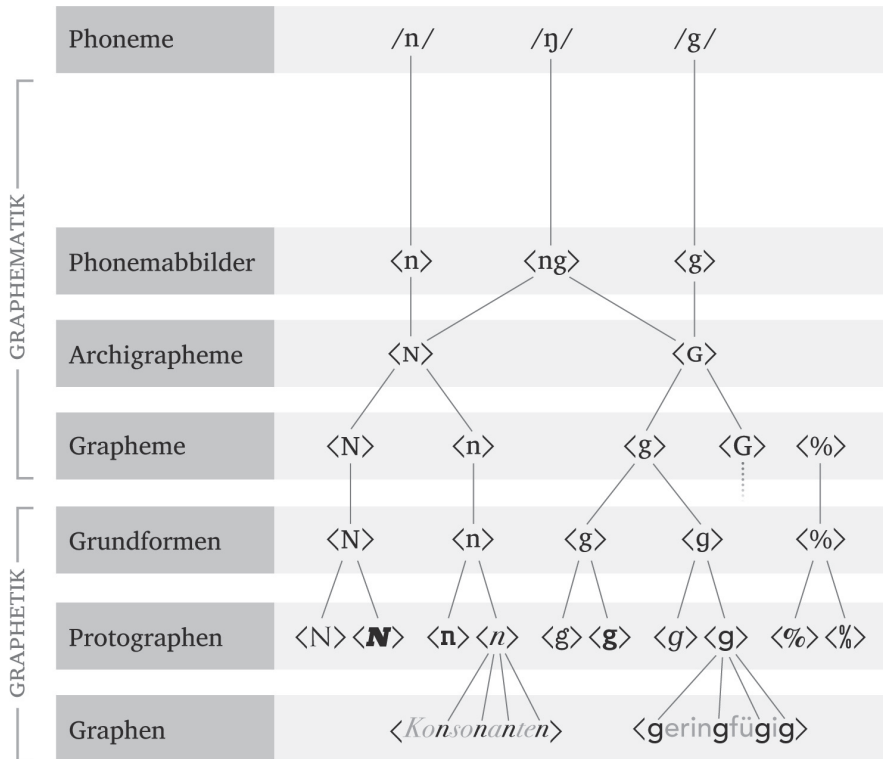 Phoneme /n/ /ŋ/ /g/
GRAPHEMATIK
Phonemabbilder ⟨n⟩ ⟨ng⟩ ⟨g⟩
Archigrapheme ⟨N⟩ ⟨G⟩
Grapheme ⟨N⟩ ⟨n⟩ ⟨g⟩ ⟨G⟩ ⟨%⟩
GRAPHETIK
Grundformen ⟨N⟩ ⟨n⟩ ⟨g⟩ ⟨g⟩ ⟨%⟩
Protographen ⟨N⟩ ⟨N⟩ ⟨n⟩ ⟨n⟩ ⟨g⟩ ⟨g⟩ ⟨g⟩ ⟨g⟩ ⟨%⟩ ⟨%⟩
Graphen ⟨Konsonanten⟩ ⟨geringfügig⟩